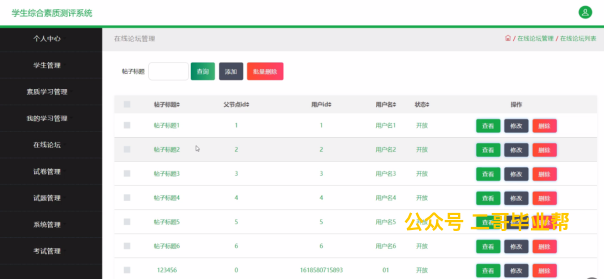 学生综合素质测评系统
个人中心
学生管理
素质学习管理
我的学习管理
在线论坛
试卷管理
试题管理
系统管理
考试管理
在线论坛管理
/ 在线论坛管理 / 在线论坛列表
帖子标题 查询 添加 批量删除
帖子标题 父节点id 用户id 用户名 状态 操作
帖子标题1 1 1 用户名1 开放 查看 修改 删除
帖子标题2 2 2 用户名2 开放 查看 修改 删除
帖子标题3 3 3 用户名3 开放 查看 修改 删除
帖子标题4 4 4 用户名4 开放 查看 修改 删除
帖子标题5 5 5 用户名5 开放 查看 修改 删除
公众号 二哥毕业帮
帖子标题6 6 6 用户名6 开放 查看 修改 删除
123456 0 1618580715893 01 开放 查看 修改 删除